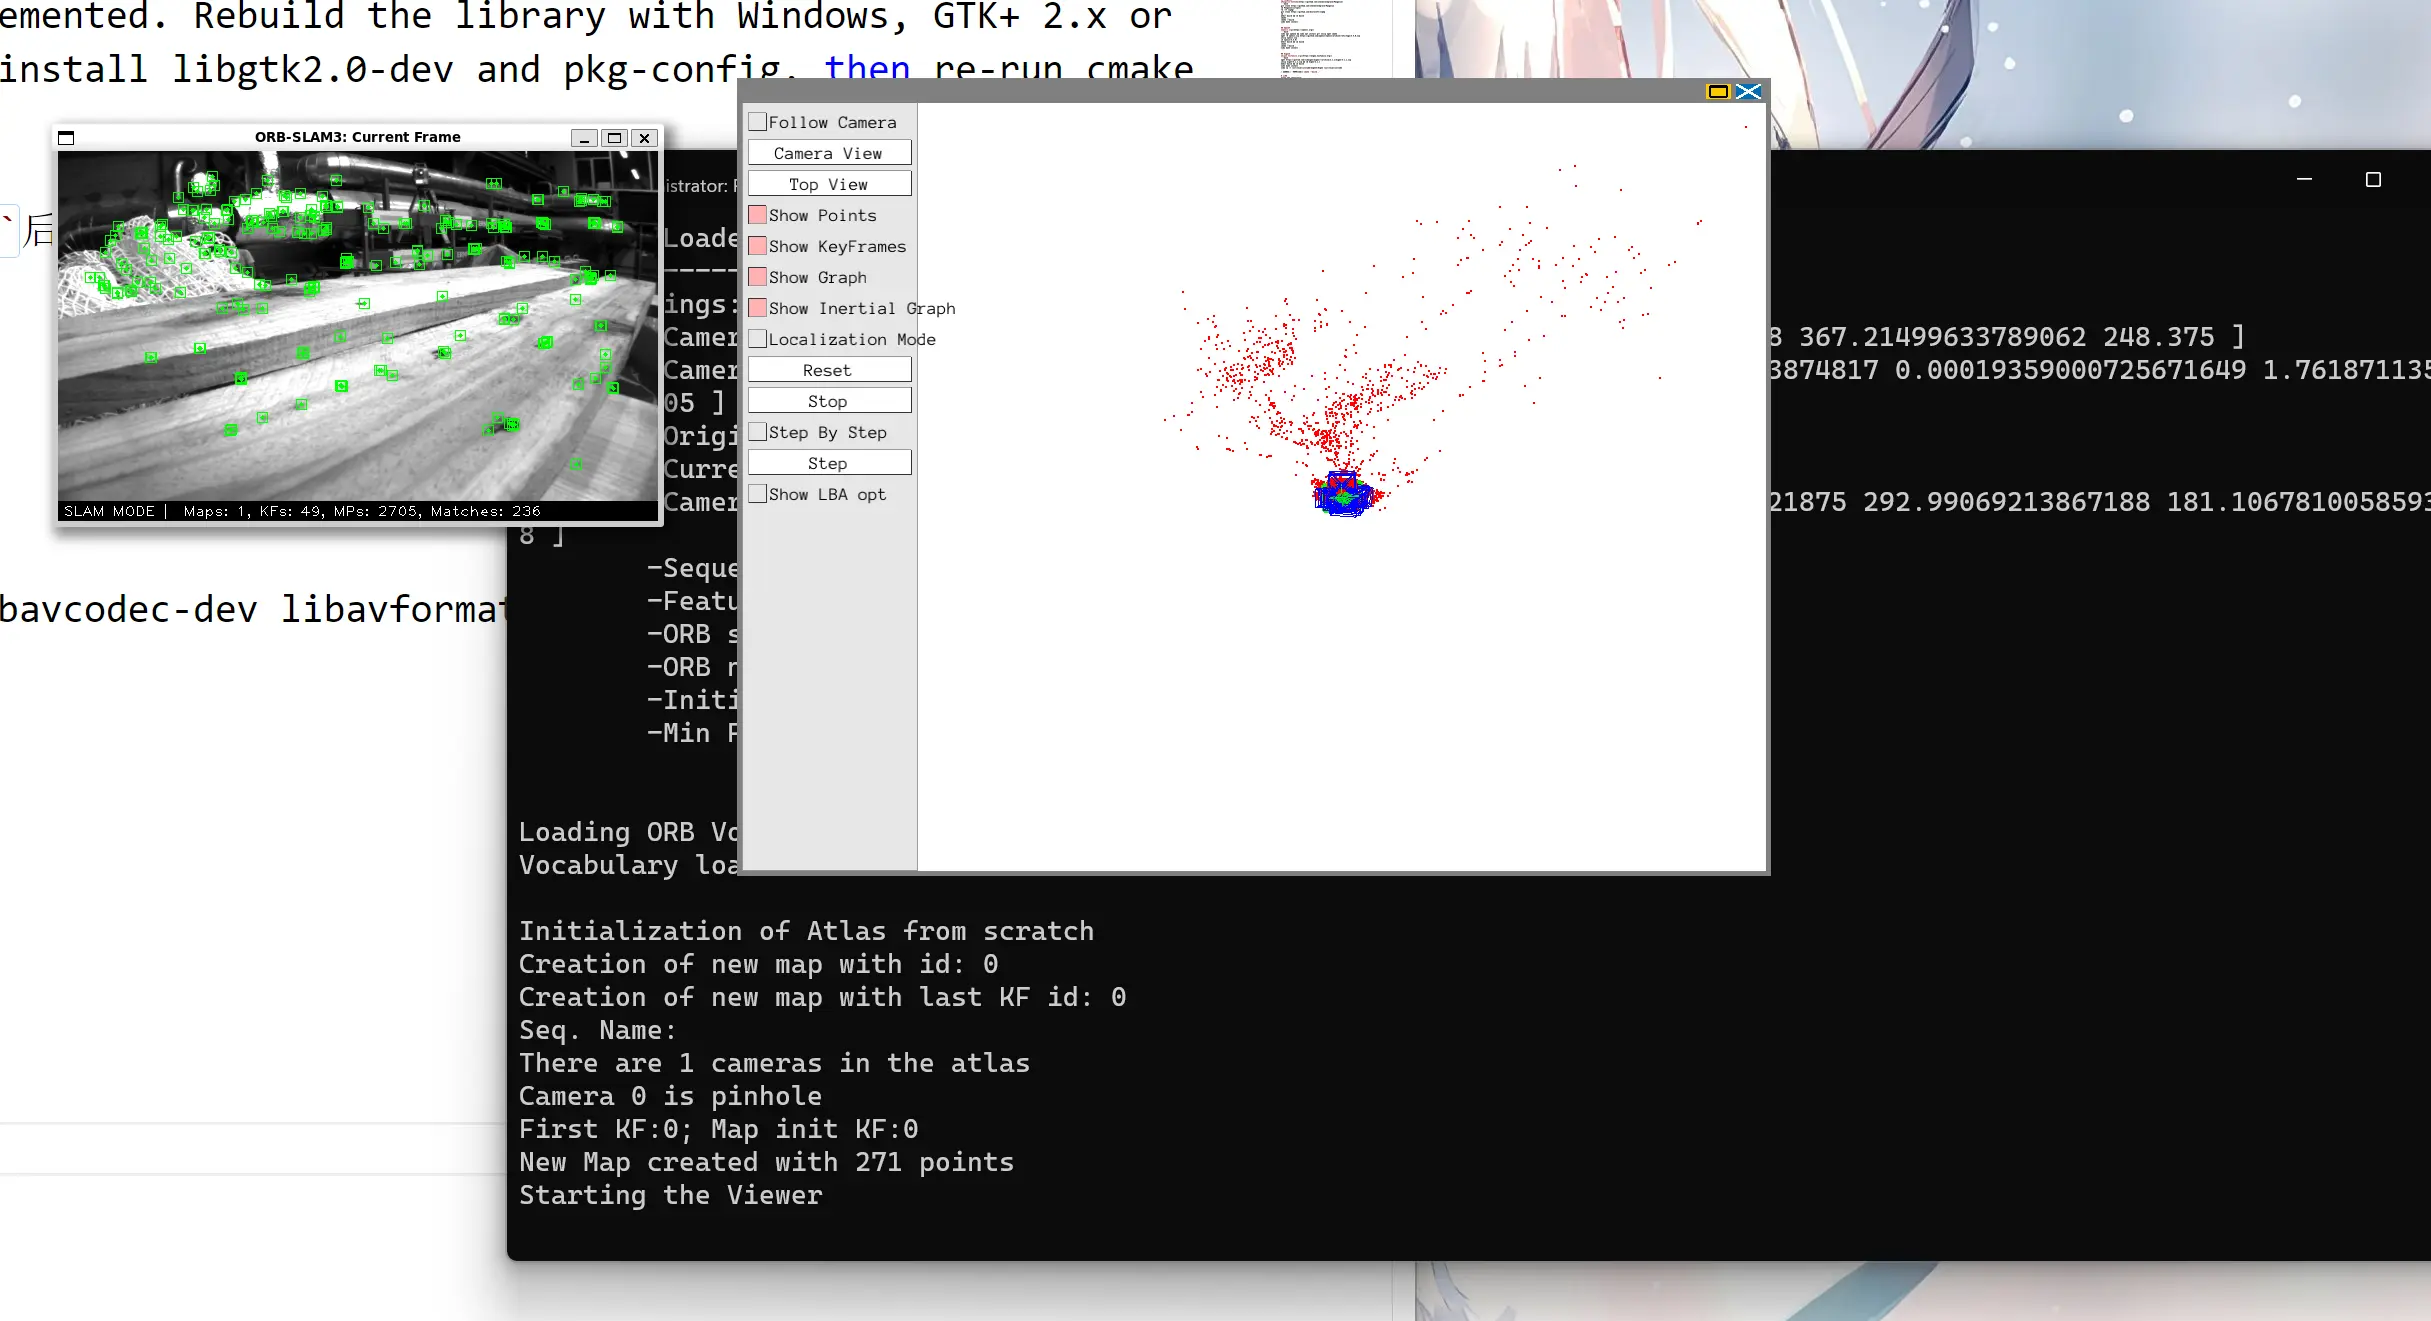 emented. Rebuild the library with Windows, GTK+ 2.x or
install libgtk2.0-dev and pkg-config, then re-run cmake
`后
bavcodec-dev libavformat
ORB-SLAM3: Current Frame
SLAM MODE | Maps: 1, KFs: 49, MPs: 2705, Matches: 236
Follow Camera
Camera View
Top View
Show Points
Show KeyFrames
Show Graph
Show Inertial Graph
Localization Mode
Reset
Stop
Step By Step
Step
Show LBA opt
istrator:
Loade
-----
ings:
Camer
8 367.21499633789062 248.375 ]
Camer
3874817 0.00019359000725671649 1.761871135
05 ]
Origi
Curre
Camer
21875 292.99069213867188 181.1067810058593
8 ]
-Seque
-Featu
-ORB s
-ORB
-Initi
-Min
Loading ORB Vo
Vocabulary loa
Initialization of Atlas from scratch
Creation of new map with id: 0
Creation of new map with last KF id: 0
Seq. Name:
There are 1 cameras in the atlas
Camera 0 is pinhole
First KF:0; Map init KF:0
New Map created with 271 points
Starting the Viewer